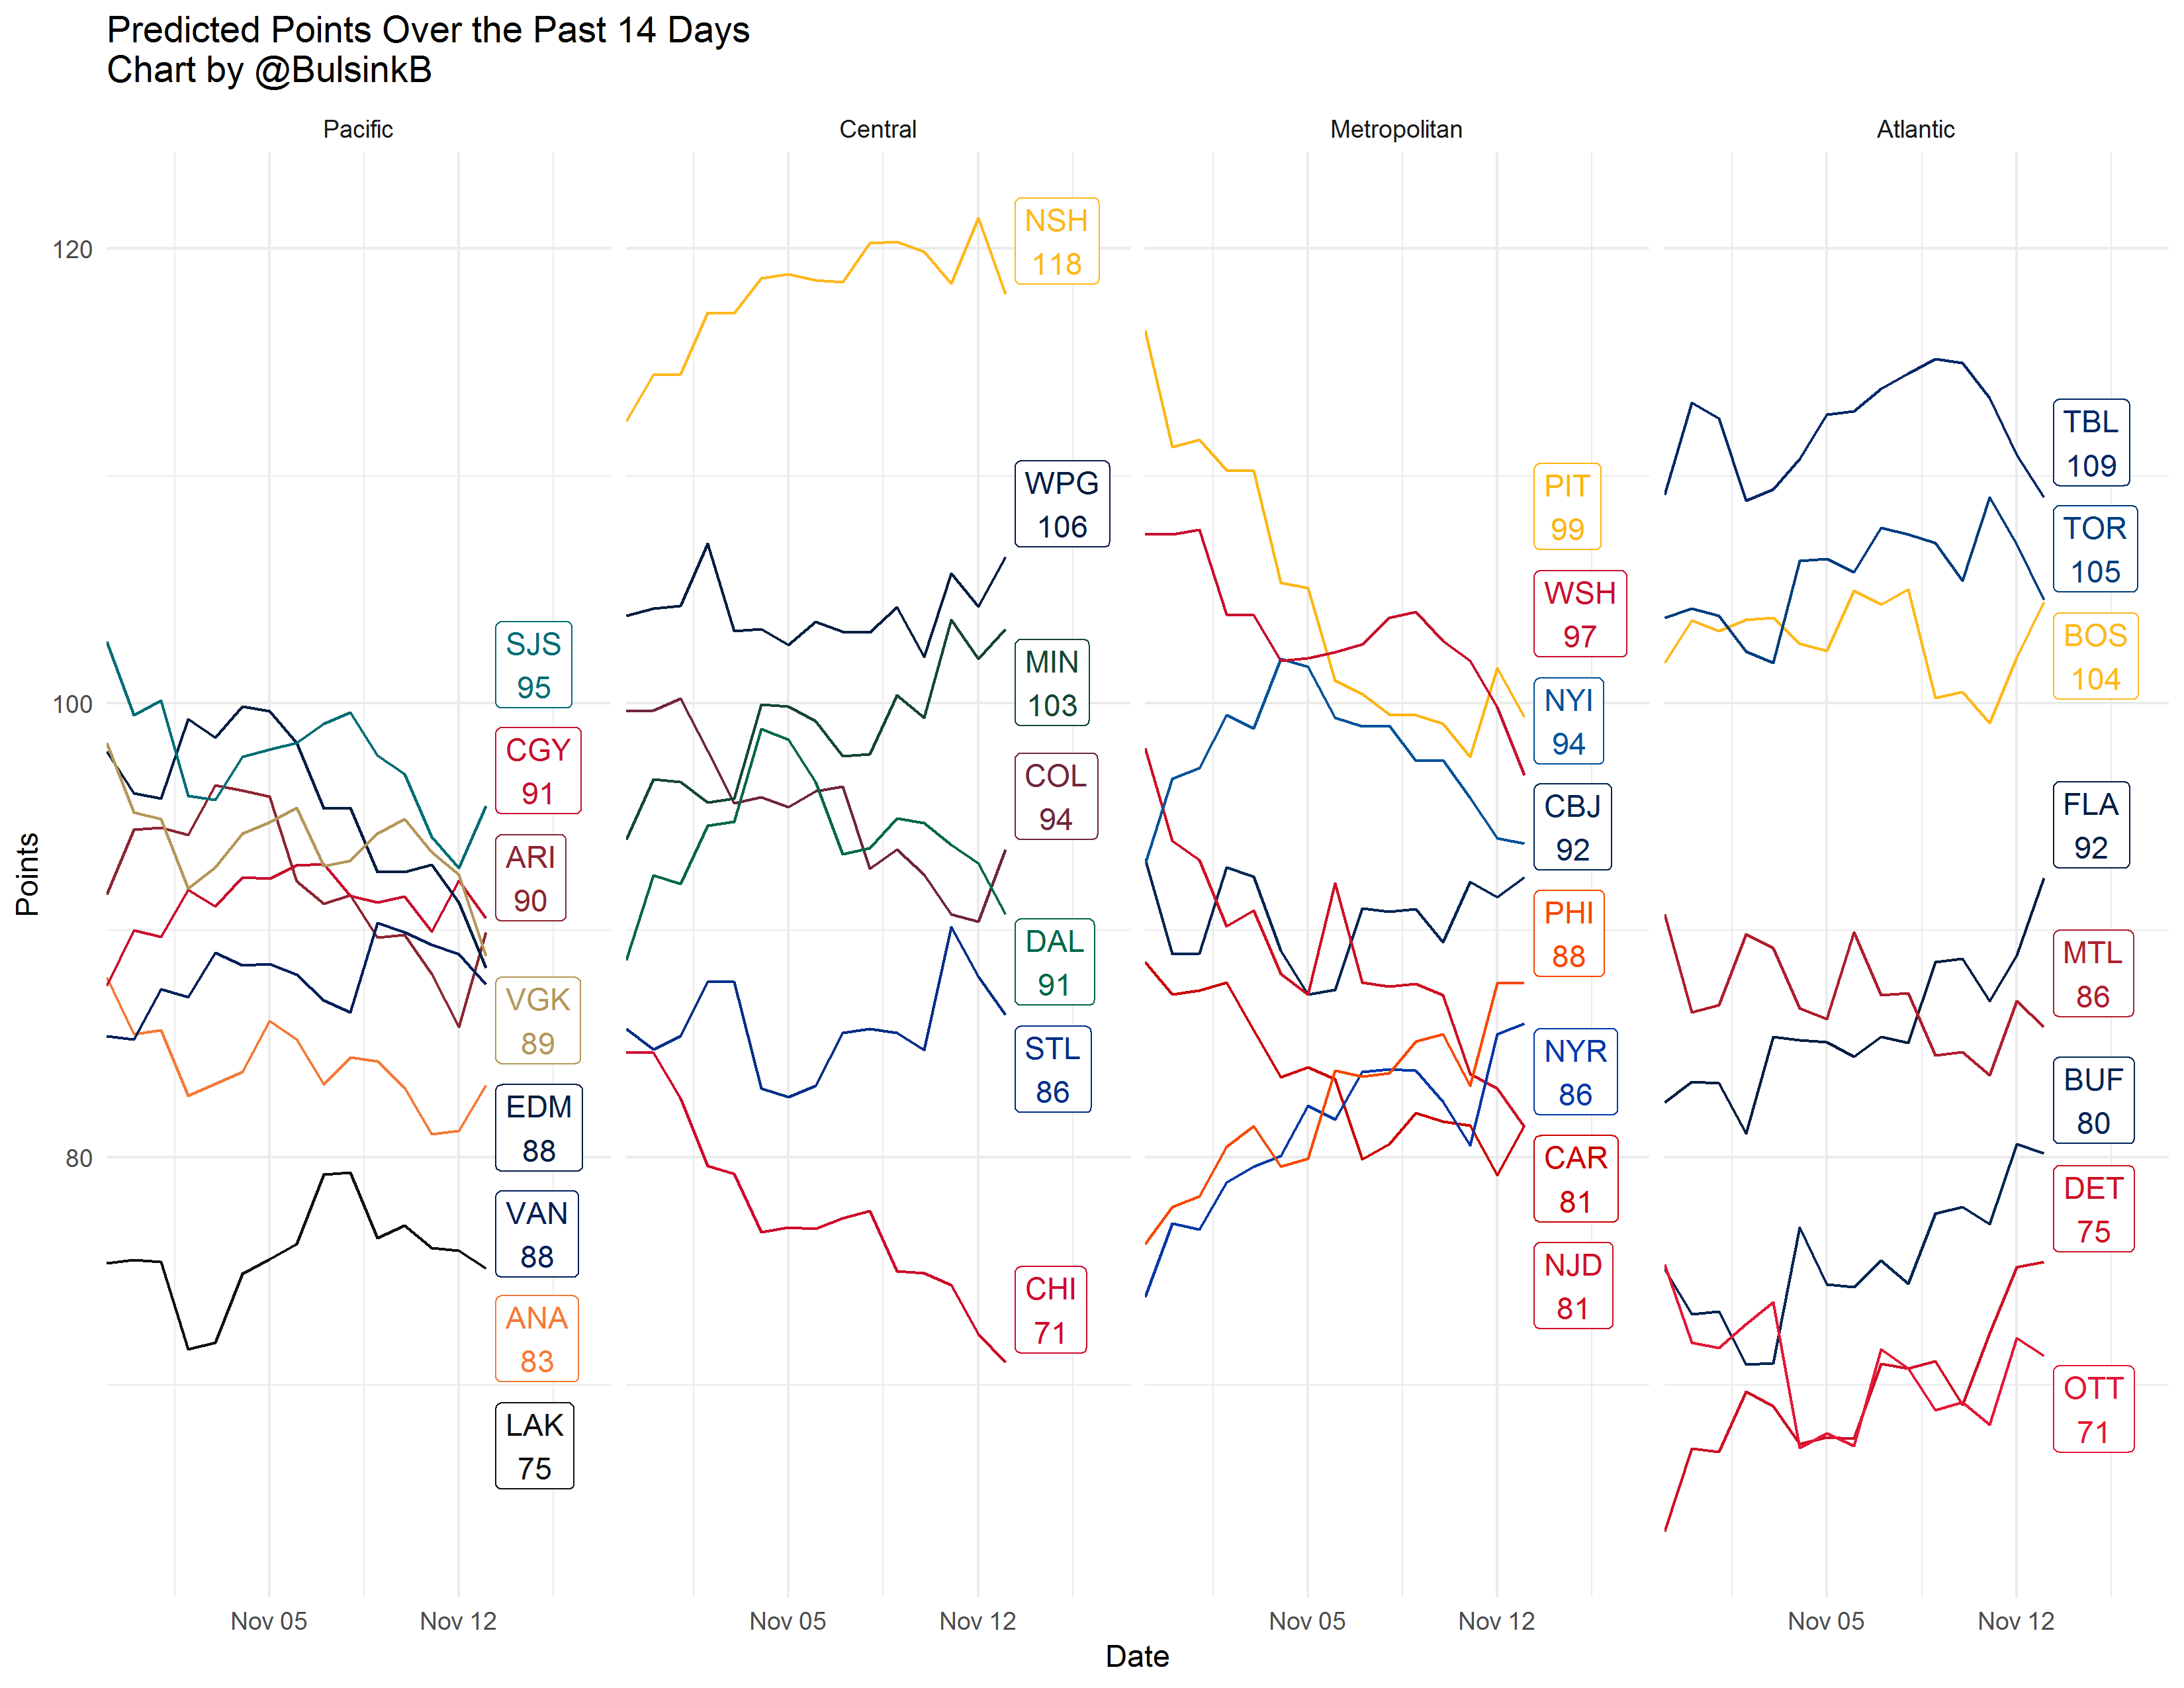 Predicted Points Over the Past 14 Days
Chart by @BulsinkB
Pacific
Central
Metropolitan
Atlantic
Points
120
100
80
SJS
95
CGY
91
ARI
90
VGK
89
EDM
88
VAN
88
ANA
83
LAK
75
NSH
118
WPG
106
MIN
103
COL
94
DAL
91
STL
86
CHI
71
PIT
99
WSH
97
NYI
94
CBJ
92
PHI
88
NYR
86
CAR
81
NJD
81
TBL
109
TOR
105
BOS
104
FLA
92
MTL
86
BUF
80
DET
75
OTT
71
Nov 05
Nov 12
Nov 05
Nov 12
Nov 05
Nov 12
Nov 05
Nov 12
Date